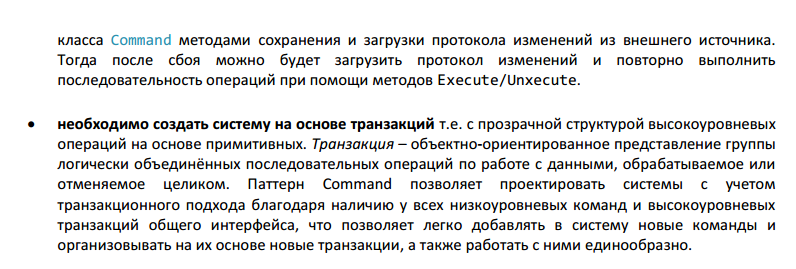 класса Command методами сохранения и загрузки протокола изменений из внешнего источника.
Тогда после сбоя можно будет загрузить протокол изменений и повторно выполнить
последовательность операций при помощи методов Execute/Unxecute.
• необходимо создать систему на основе транзакций т.е. с прозрачной структурой высокоуровневых
операций на основе примитивных. Транзакция – объектно-ориентированное представление группы
логически объединённых последовательных операций по работе с данными, обрабатываемое или
отменяемое целиком. Паттерн Command позволяет проектировать системы с учетом
транзакционного подхода благодаря наличию у всех низкоуровневых команд и высокоуровневых
транзакций общего интерфейса, что позволяет легко добавлять в систему новые команды и
организовывать на их основе новые транзакции, а также работать с ними единообразно.